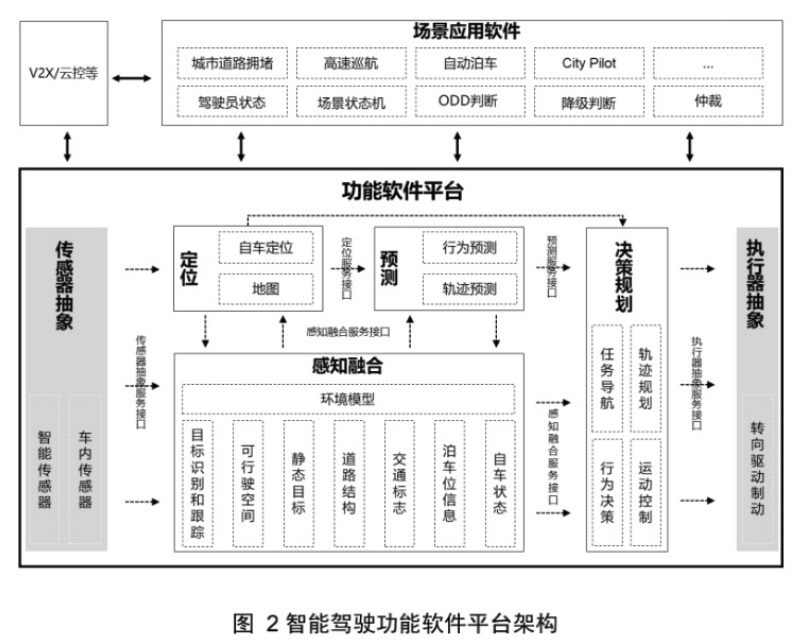 场景应用软件
V2X/云控等
城市道路拥堵
高速巡航
自动泊车
City Pilot
...
驾驶员状态
场景状态机
ODD判断
降级判断
仲裁
功能软件平台
传感器抽象
智能传感器
车内传感器
传感器抽象服务接口
定位
自车定位
地图
定位服务接口
预测
行为预测
轨迹预测
预测服务接口
感知融合服务接口
感知融合
环境模型
目标识别和跟踪
可行驶空间
静态目标
道路结构
交通标志
泊车位信息
自车状态
感知融合服务接口
决策规划
任务导航
轨迹规划
行为决策
运动控制
执行器抽象服务接口
执行器抽象
转向驱动制动
图 2 智能驾驶功能软件平台架构